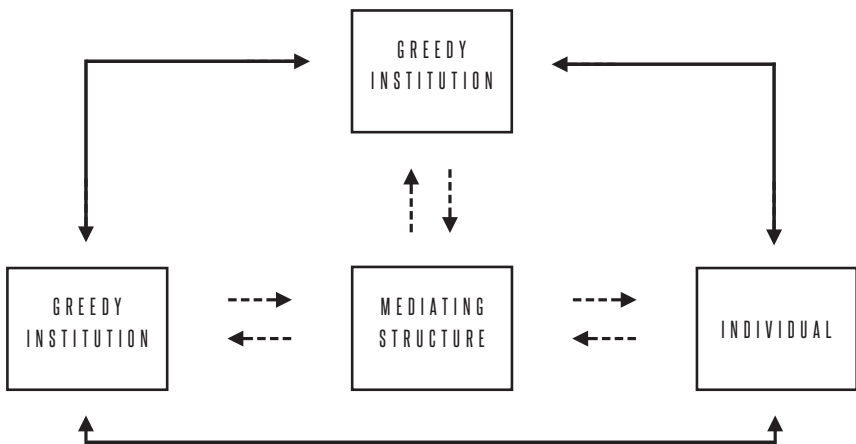 GREEDY
INSTITUTION
GREEDY
INSTITUTION
MEDIATING
STRUCTURE
INDIVIDUAL